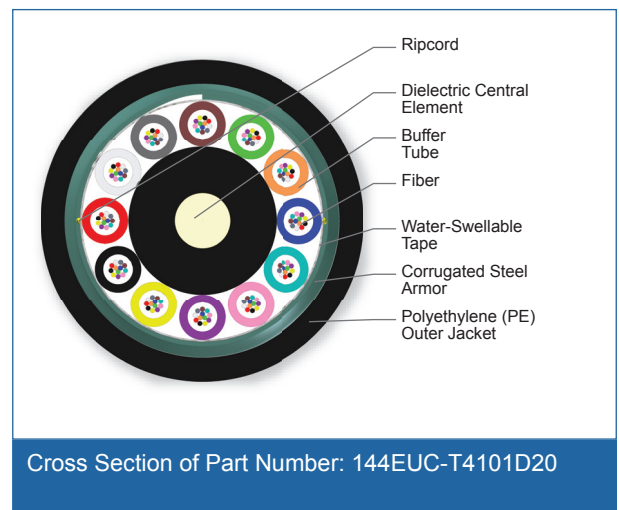 Ripcord
Dielectric Central
Element
Buffer
Tube
Fiber
Water-Swellable
Tape
Corrugated Steel
Armor
Polyethylene (PE)
Outer Jacket
Cross Section of Part Number: 144EUC-T4101D20